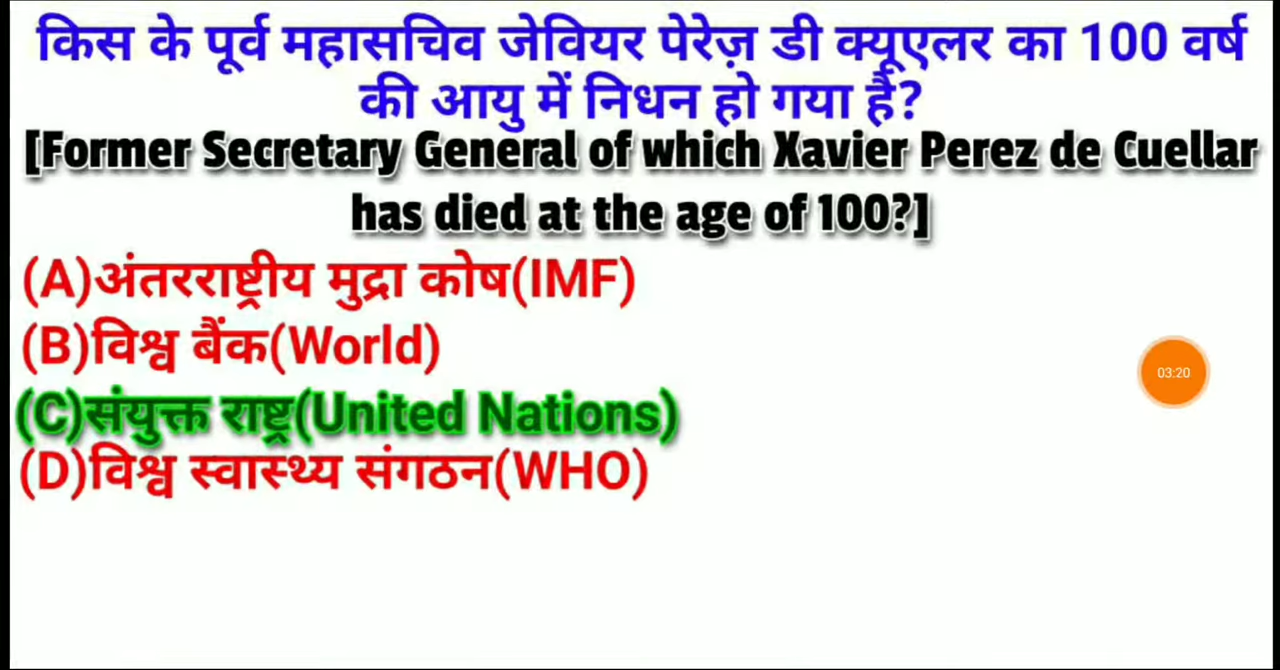 किस के पूर्व महासचिव जेवियर पेरेज़ डी क्यूएलर का 100 वर्ष
की आयु में निधन हो गया है?
[Former Secretary General of which Xavier Perez de Cuellar
has died at the age of 100?]
(A)अंतरराष्ट्रीय मुद्रा कोष(IMF)
(B)विश्व बैंक(World)
03:20
(C)संयुक्त राष्ट्र(United Nations)
(D)विश्व स्वास्थ्य संगठन(WHO)